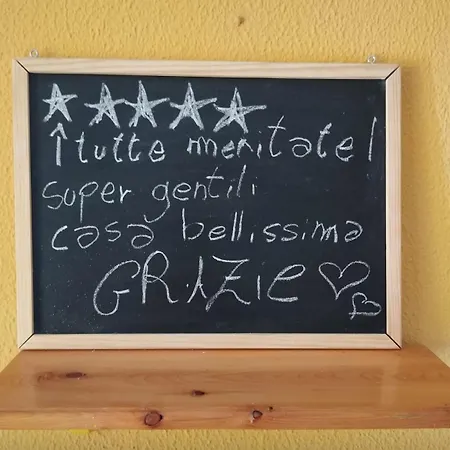 ↑ tutte meritate!
super gentili
casa bellissima
GRAZIE